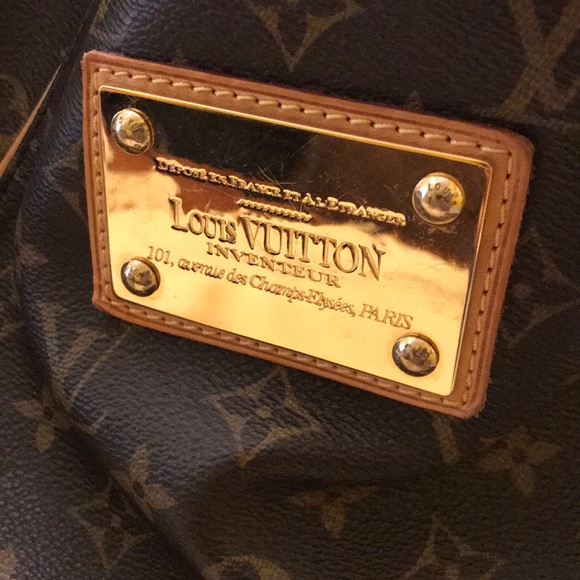 DÉPOSÉ EN FRANCE ET À L'ÉTRANGER
LOUIS VUITTON
INVENTEUR
101, avenue des Champs-Elysées, PARIS